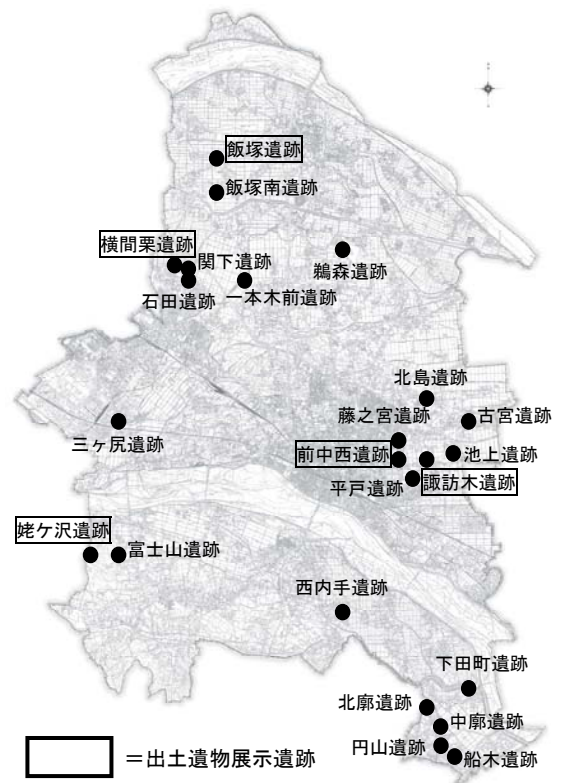 飯塚遺跡
飯塚南遺跡
横間栗遺跡
関下遺跡
鵜森遺跡
石田遺跡
一本木前遺跡
北島遺跡
藤之宮遺跡
古宮遺跡
三ヶ尻遺跡
前中西遺跡
池上遺跡
平戸遺跡
諏訪木遺跡
姥ケ沢遺跡
富士山遺跡
西内手遺跡
下田町遺跡
北廓遺跡
中廓遺跡
円山遺跡
船木遺跡
＝出土遺物展示遺跡